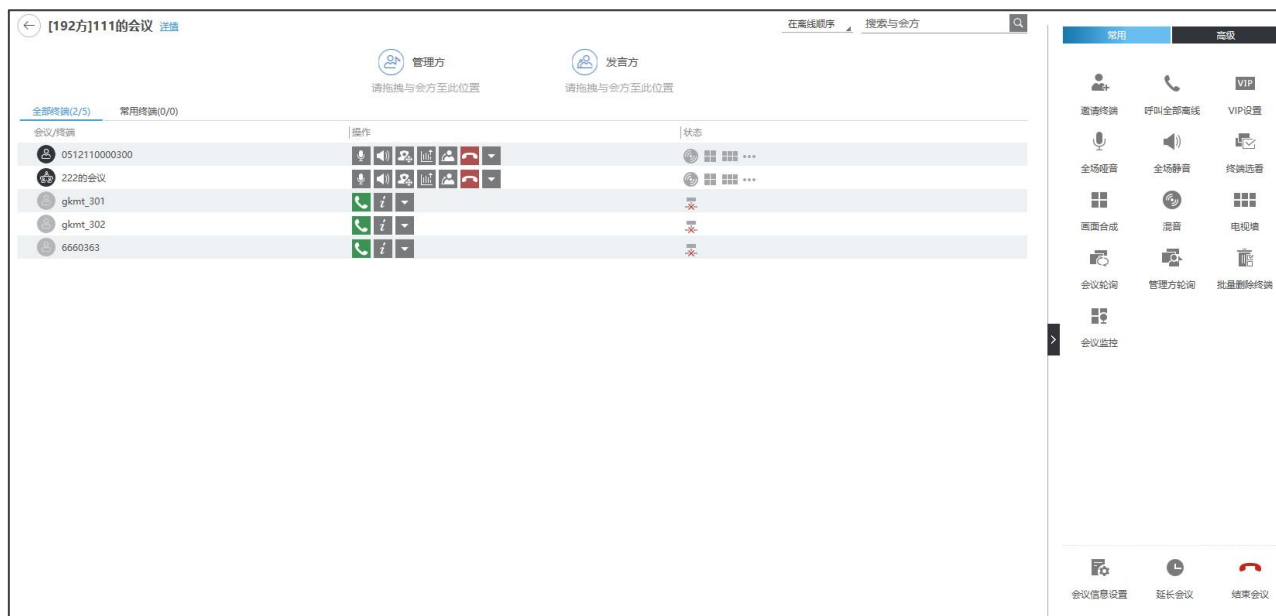 [192方]111的会议 详情
在离线顺序 搜索与会方
管理方 发言方
请拖拽与会方至此位置 请拖拽与会方至此位置
全部终端(2/5) 常用终端(0/0)
会议/终端 操作 状态
0512110000300
222的会议
gkmt_301
gkmt_302
6660363
常用 高级
邀请终端 呼叫全部离线 VIP设置
VIP
全场哑音 全场静音 终端选看
画面合成 混音 电视墙
会议轮询 管理方轮询 批量删除终端
会议监控
会议信息设置 延长会议 结束会议